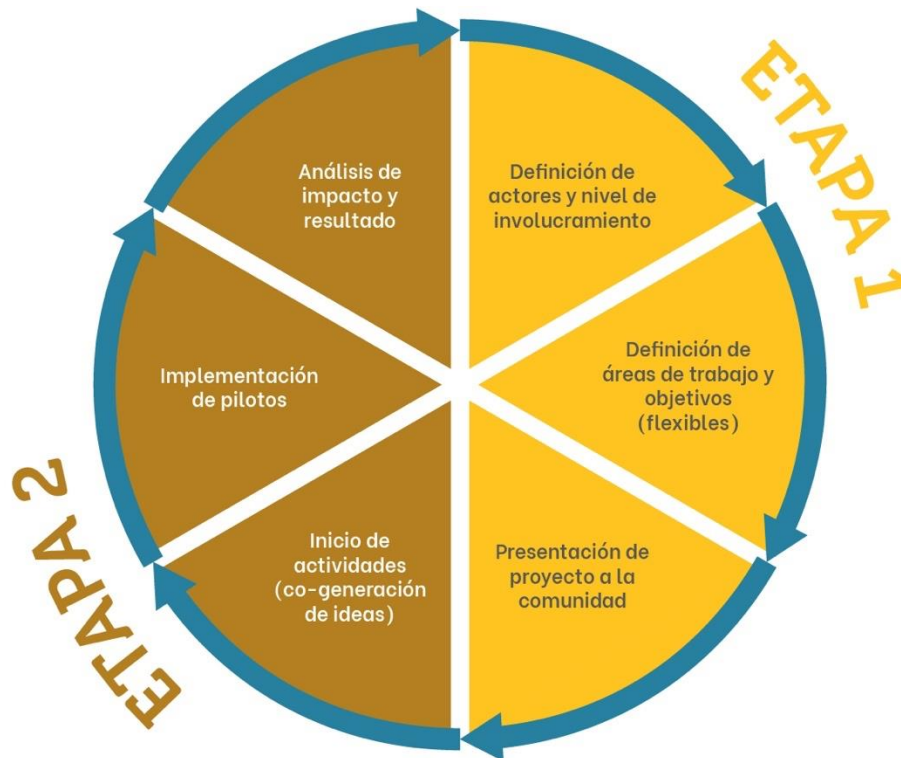 ETAPA 1
Definición de
actores y nivel de
involucramiento
Definición de
áreas de trabajo y
objetivos
(flexibles)
Presentación de
proyecto a la
comunidad
ETAPA 2
Inicio de
actividades
(co-generación
de ideas)
Implementación
de pilotos
Análisis de
impacto y
resultado